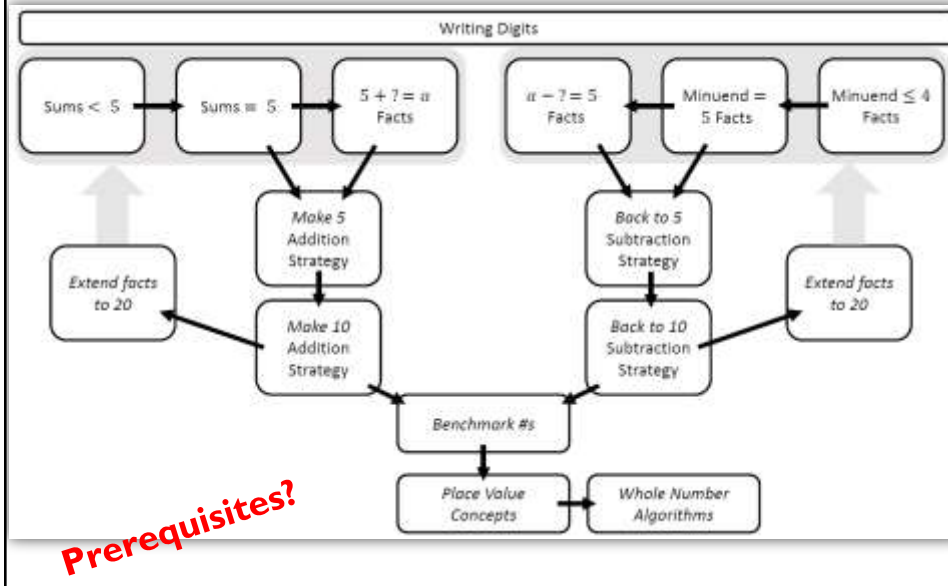 Writing Digits
Sums < 5
Sums = 5
5 + ? = a
Facts
a − ? = 5
Facts
Minuend =
5 Facts
Minuend ≤ 4
Facts
Make 5
Addition
Strategy
Back to 5
Subtraction
Strategy
Extend facts
to 20
Make 10
Addition
Strategy
Back to 10
Subtraction
Strategy
Extend facts
to 20
Benchmark #s
Place Value
Concepts
Whole Number
Algorithms
Prerequisites?